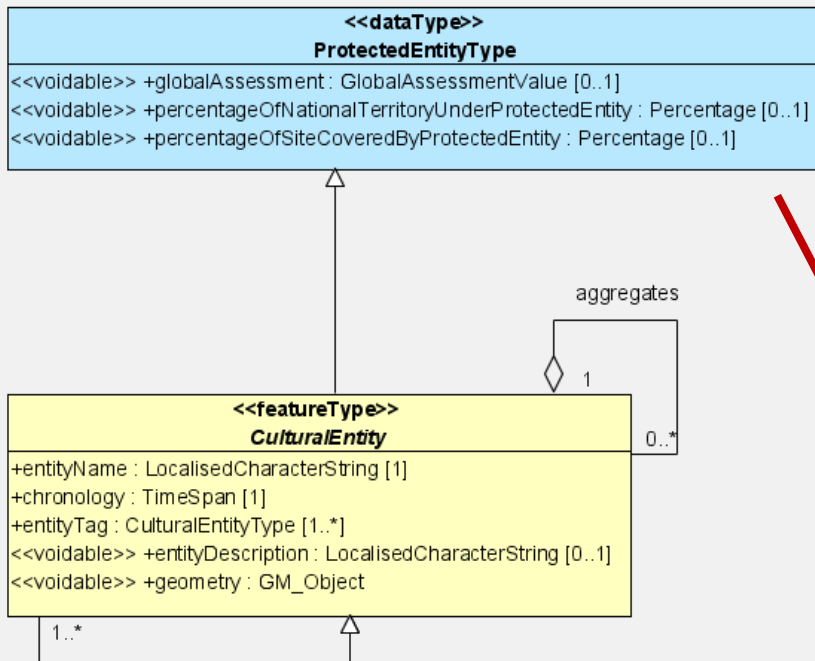 <<dataType>>
ProtectedEntityType
<<voidable>> +globalAssessment : GlobalAssessmentValue [0..1]
<<voidable>> +percentageOfNationalTerritoryUnderProtectedEntity : Percentage [0..1]
<<voidable>> +percentageOfSiteCoveredByProtectedEntity : Percentage [0..1]
aggregates
1
<<featureType>>
CulturalEntity
0..*
+entityName : LocalisedCharacterString [1]
+chronology : TimeSpan [1]
+entityTag : CulturalEntityType [1..*]
<<voidable>> +entityDescription : LocalisedCharacterString [0..1]
<<voidable>> +geometry : GM_Object
1..*